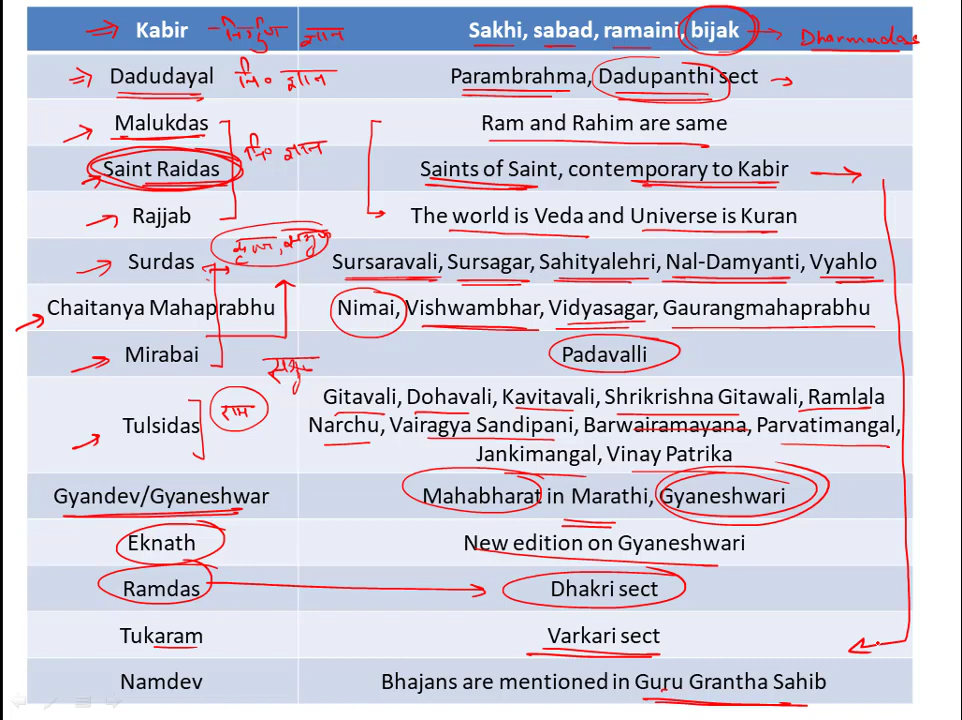 Kabir निर्गुण ज्ञान Sakhi, sabad, ramaini, bijak Dharmadas
Dadudayal नि० ज्ञान Parambrahma, Dadupanthi sect
Malukdas Ram and Rahim are same
Saint Raidas नि० ज्ञान Saints of Saint, contemporary to Kabir
Rajjab The world is Veda and Universe is Kuran
Surdas Sursaravali, Sursagar, Sahityalehri, Nal-Damyanti, Vyahlo
Chaitanya Mahaprabhu Nimai, Vishwambhar, Vidyasagar, Gaurangmahaprabhu
Mirabai Padavalli
Gitavali, Dohavali, Kavitavali, Shrikrishna Gitawali, Ramlala
Tulsidas राम Narchu, Vairagya Sandipani, Barwairamayana, Parvatimangal,
Jankimangal, Vinay Patrika
Gyandev/Gyaneshwar Mahabharat in Marathi, Gyaneshwari
Eknath New edition on Gyaneshwari
Ramdas Dhakri sect
Tukaram Varkari sect
Namdev Bhajans are mentioned in Guru Grantha Sahib